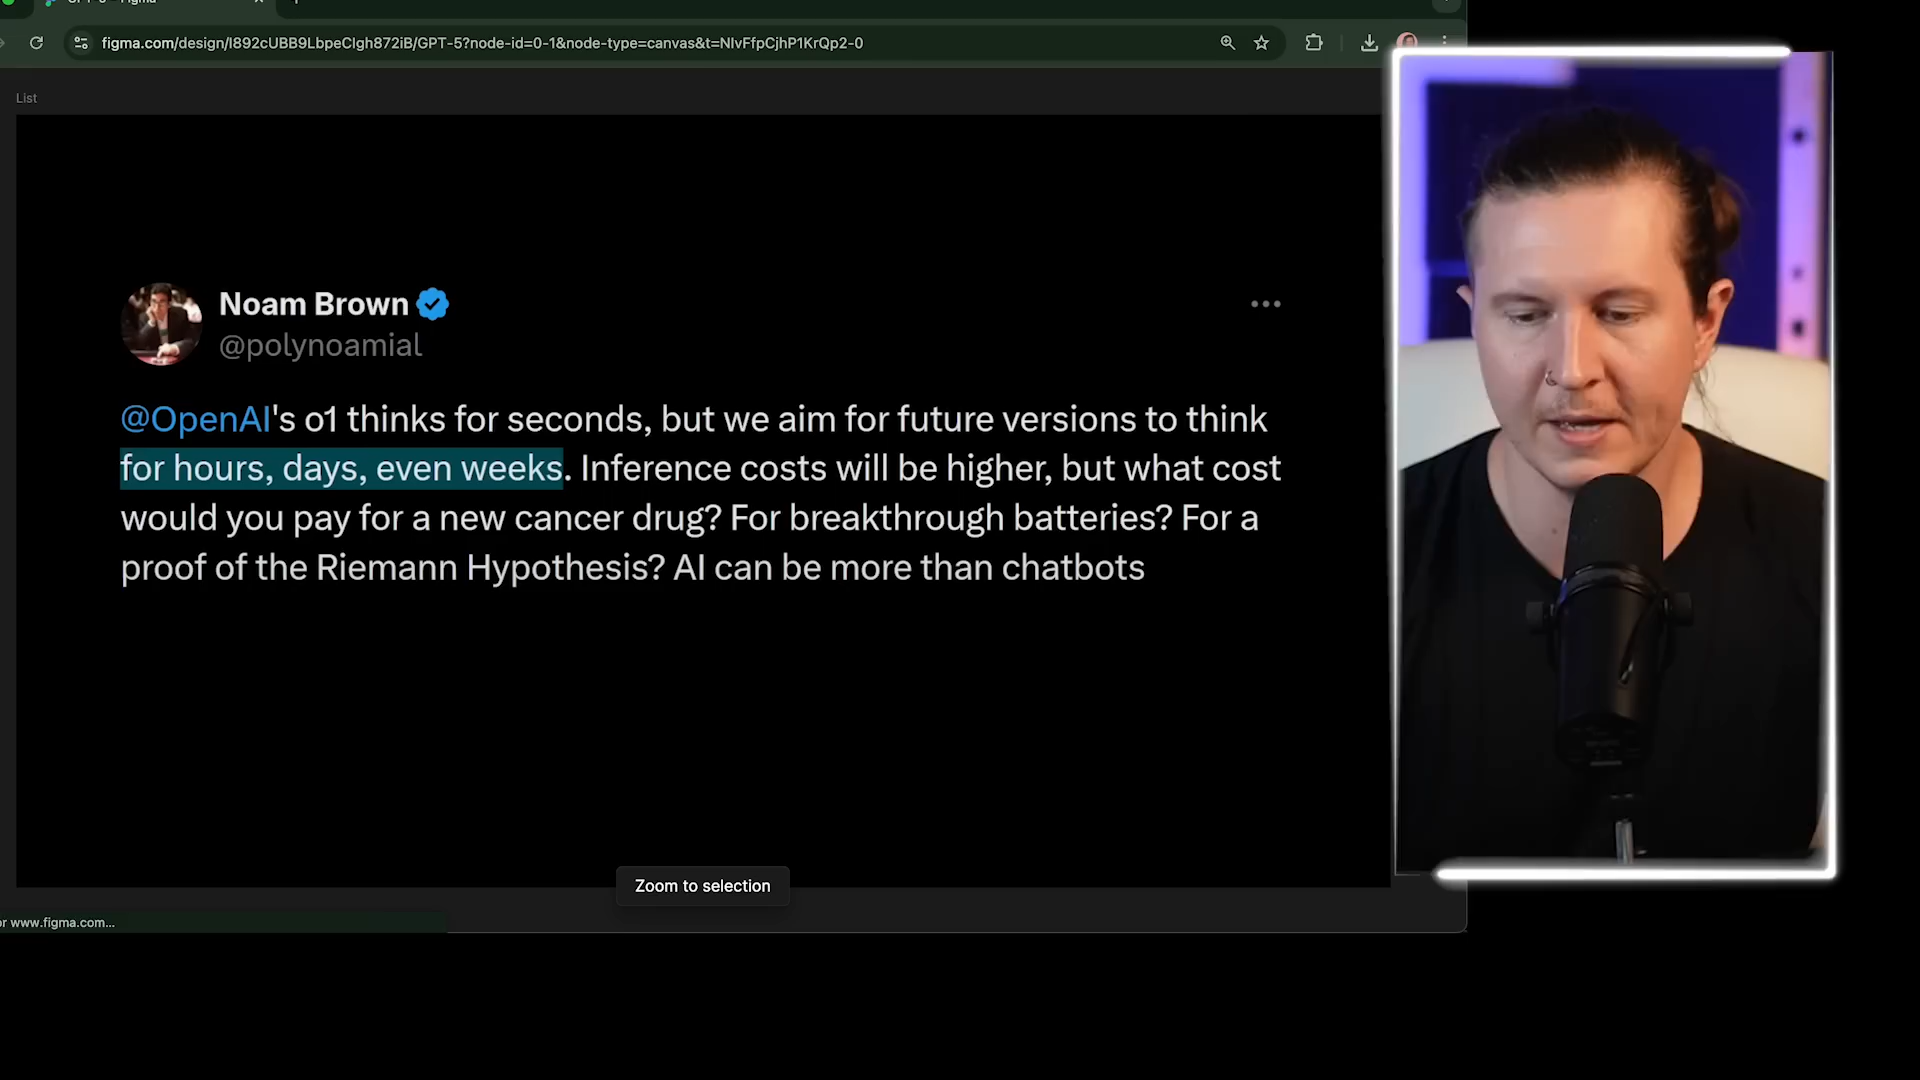 figma.com/design/I892cUBB9LbpeCIgh872iB/GPT-5?node-id=0-1&node-type=canvas&t=NIvFfpCjhP1KrQp2-0
List
Noam Brown
@polynoamial
@OpenAI's o1 thinks for seconds, but we aim for future versions to think
for hours, days, even weeks. Inference costs will be higher, but what cost
would you pay for a new cancer drug? For breakthrough batteries? For a
proof of the Riemann Hypothesis? AI can be more than chatbots
Zoom to selection
or www.figma.com...